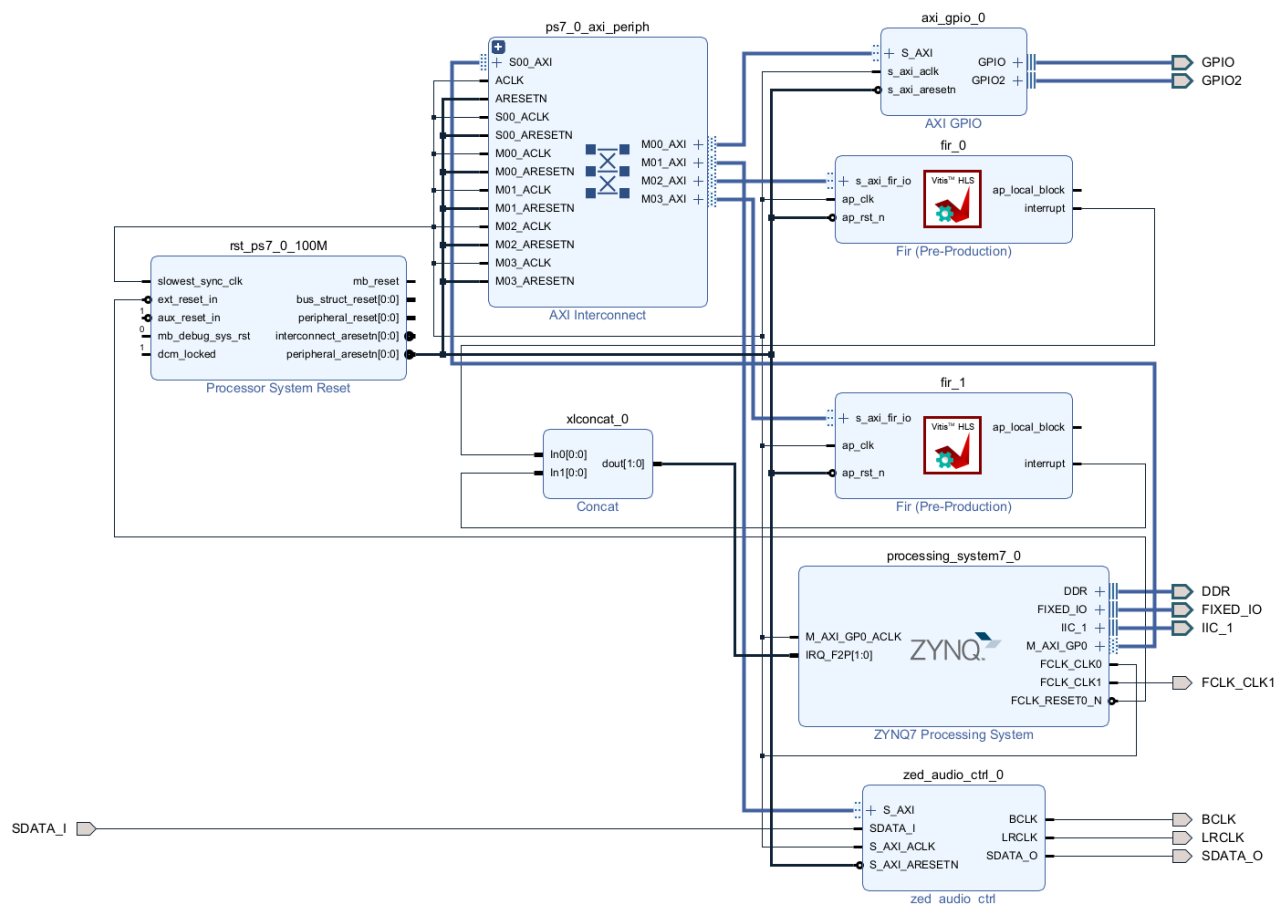 ps7_0_axi_periph
S00_AXI
ACLK
ARESETN
S00_ACLK
S00_ARESETN
M00_ACLK
M00_ARESETN
M01_ACLK
M01_ARESETN
M02_ACLK
M02_ARESETN
M03_ACLK
M03_ARESETN
M00_AXI
M01_AXI
M02_AXI
M03_AXI
AXI Interconnect
axi_gpio_0
S_AXI
s_axi_aclk
s_axi_aresetn
GPIO
GPIO2
AXI GPIO
GPIO
GPIO2
fir_0
s_axi_fir_io
ap_clk
ap_rst_n
Vitis™ HLS
ap_local_block
interrupt
Fir (Pre-Production)
rst_ps7_0_100M
slowest_sync_clk
ext_reset_in
1
aux_reset_in
0
mb_debug_sys_rst
1
dcm_locked
mb_reset
bus_struct_reset[0:0]
peripheral_reset[0:0]
interconnect_aresetn[0:0]
peripheral_aresetn[0:0]
Processor System Reset
fir_1
s_axi_fir_io
ap_clk
ap_rst_n
Vitis™ HLS
ap_local_block
interrupt
Fir (Pre-Production)
xlconcat_0
In0[0:0]
In1[0:0]
dout[1:0]
Concat
processing_system7_0
M_AXI_GP0_ACLK
IRQ_F2P[1:0]
ZYNQ
DDR
FIXED_IO
IIC_1
M_AXI_GP0
FCLK_CLK0
FCLK_CLK1
FCLK_RESET0_N
ZYNQ7 Processing System
DDR
FIXED_IO
IIC_1
FCLK_CLK1
zed_audio_ctrl_0
S_AXI
SDATA_I
S_AXI_ACLK
S_AXI_ARESETN
BCLK
LRCLK
SDATA_O
zed_audio_ctrl
SDATA_I
BCLK
LRCLK
SDATA_O